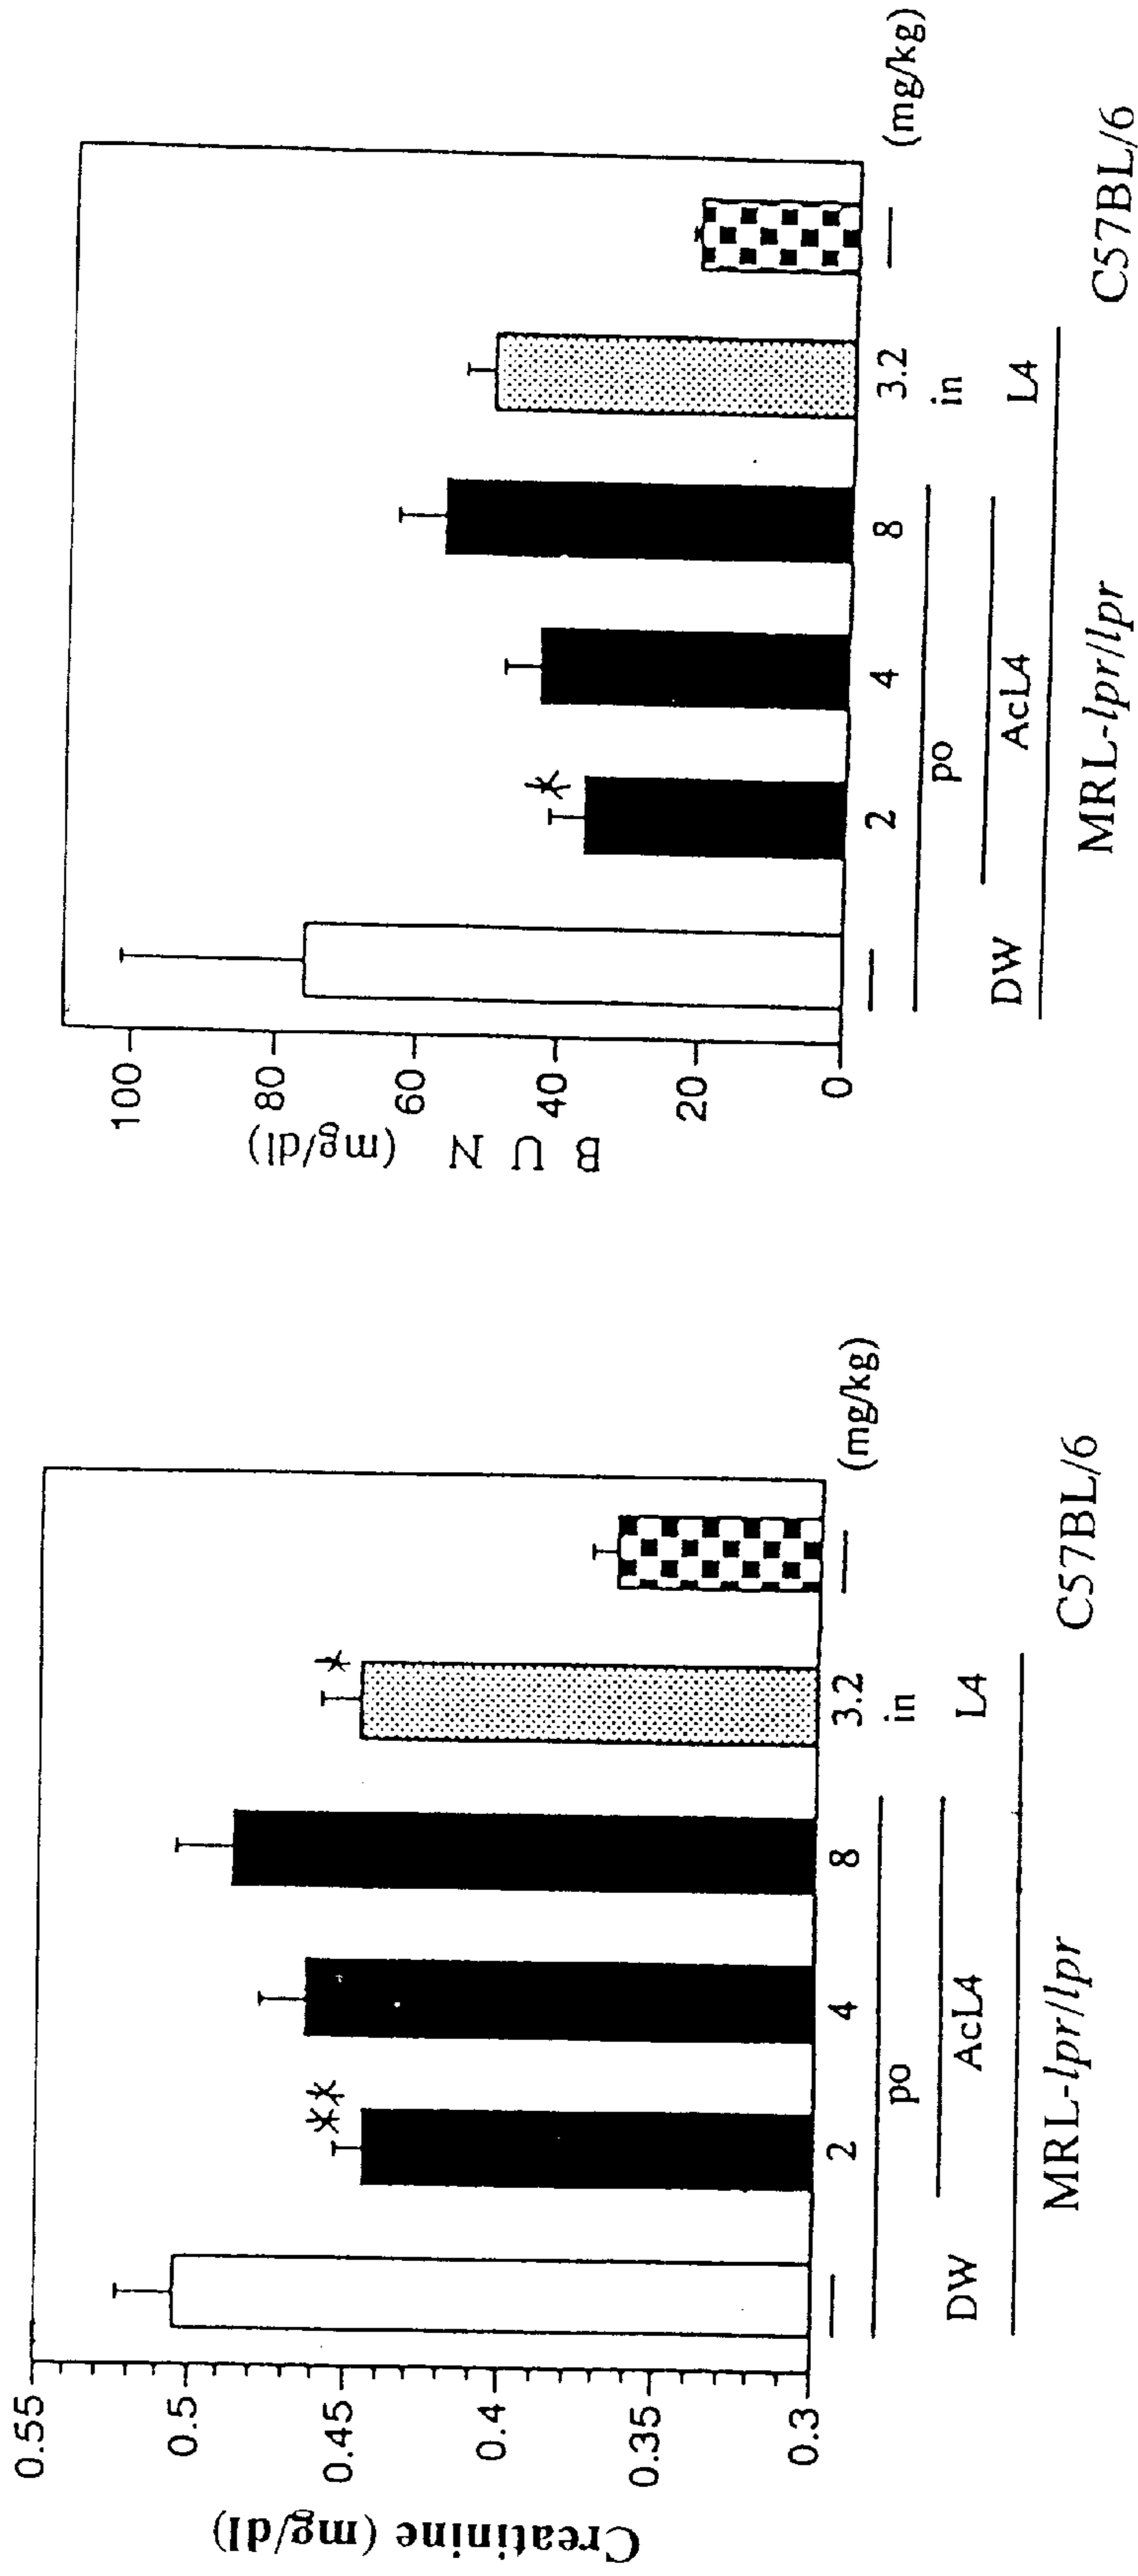 Creatinine (mg/dl)
0.55
0.5
0.45
0.4
0.35
0.3
**
*
— 2 4 8 3.2 — (mg/kg)
po in
DW AcL4 L4
MRL-lpr/lpr C57BL/6
B U N (mg/dl)
100
80
60
40
20
0
*
— 2 4 8 3.2 — (mg/kg)
po in
DW AcL4 L4
MRL-lpr/lpr C57BL/6